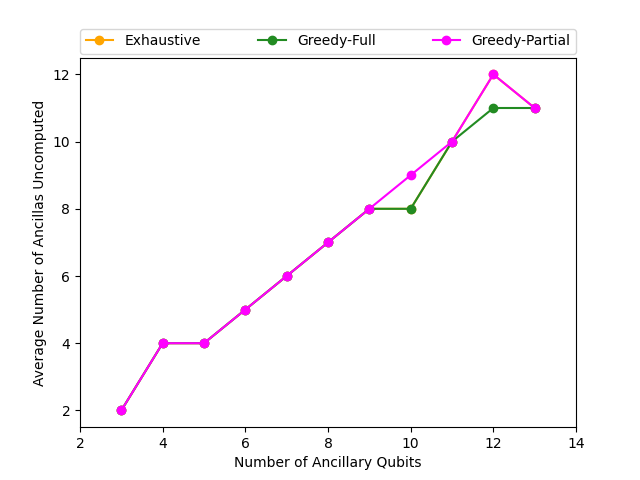 Exhaustive Greedy-Full Greedy-Partial
12
10
8
6
4
2
Average Number of Ancillas Uncomputed
2 4 6 8 10 12 14
Number of Ancillary Qubits